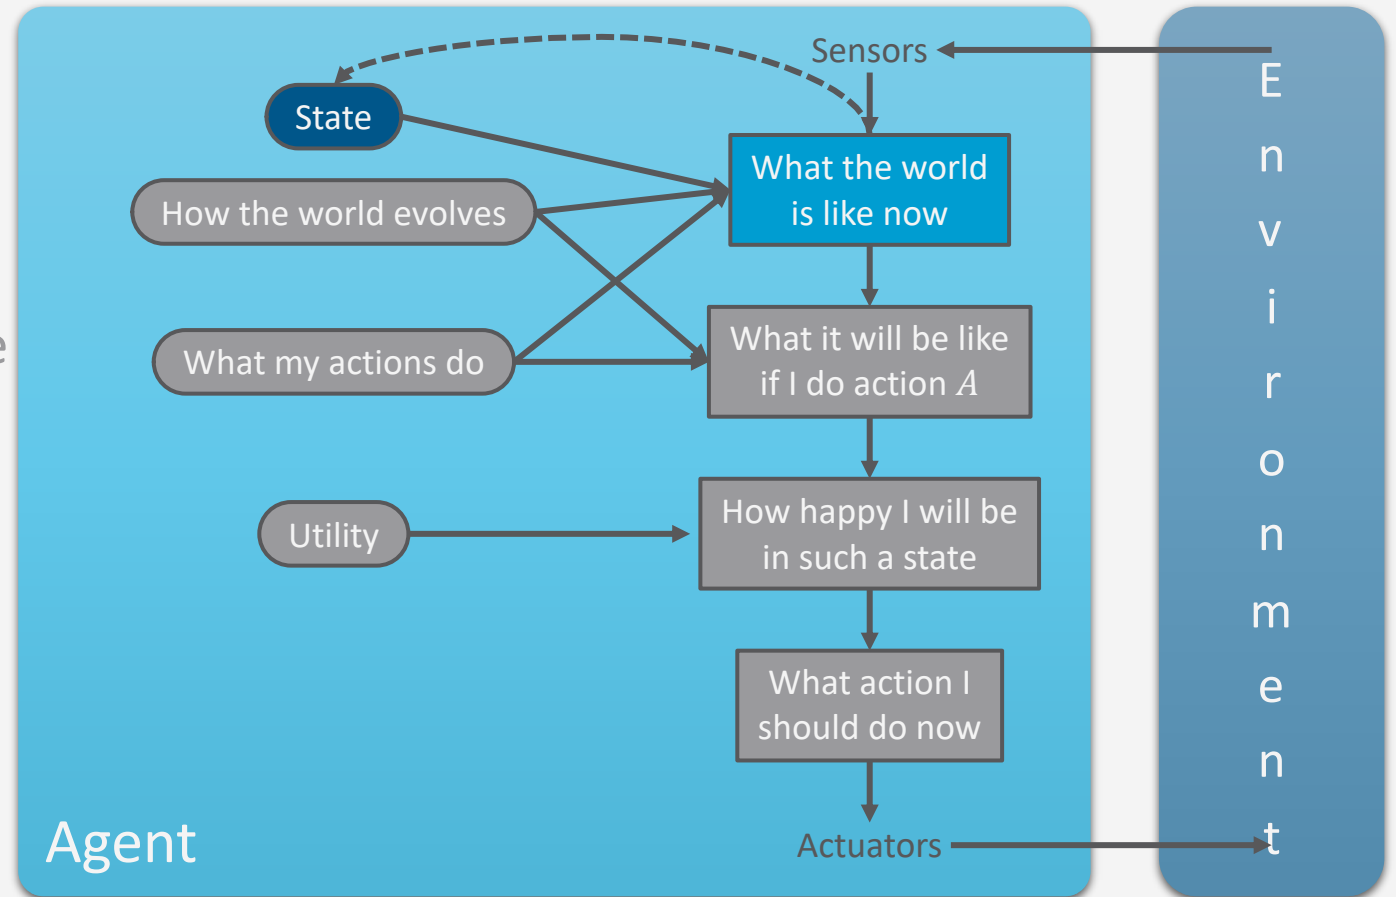 Sensors
State
What the world
is like now
How the world evolves
What it will be like
if I do action A
What my actions do
e
How happy I will be
in such a state
Utility
What action I
should do now
Actuators
Agent
E
n
v
i
r
o
n
m
e
n
t